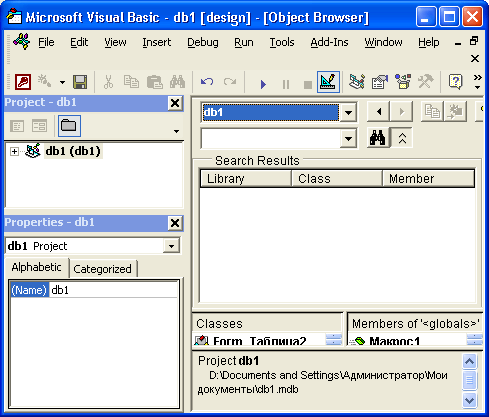 Microsoft Visual Basic - db1 [design] - [Object Browser]
File Edit View Insert Debug Run Tools Add-Ins Window Help
Project - db1
db1 (db1)
Properties - db1
db1 Project
Alphabetic Categorized
(Name) db1
db1
Search Results
Library Class Member
Classes Members of '<globals>'
Form_Таблица2 Макрос1
Project db1
D:\Documents and Settings\Администратор\Мои
документы\db1.mdb